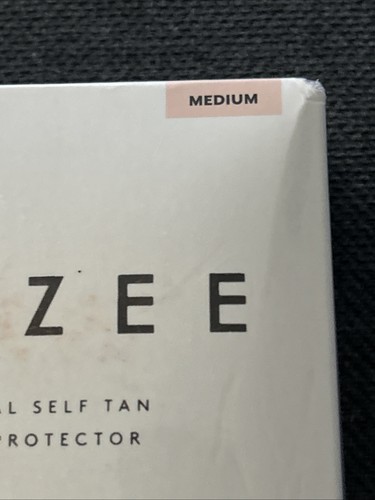 MEDIUM
ZEE
SELF TAN
PROTECTOR